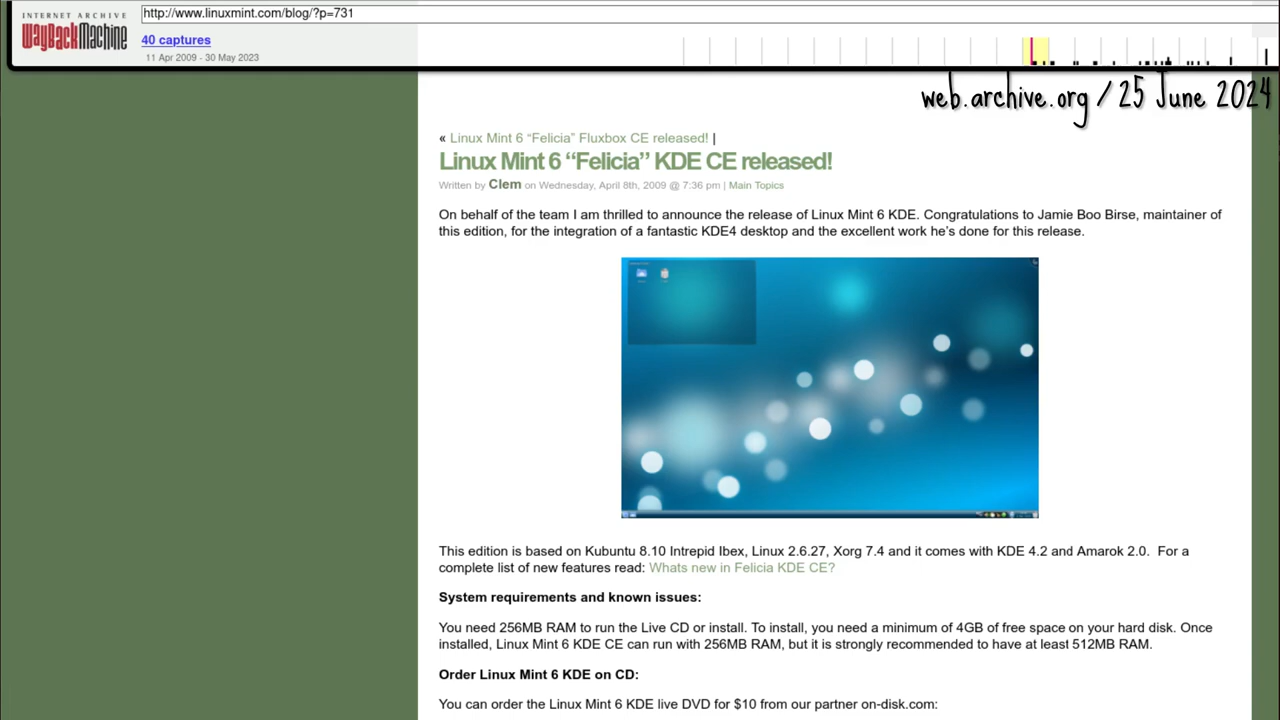 INTERNET ARCHIVE
WayBackMachine
http://www.linuxmint.com/blog/?p=731
40 captures
11 Apr 2009 - 30 May 2023
web.archive.org / 25 June 2024
« Linux Mint 6 “Felicia” Fluxbox CE released! |
Linux Mint 6 “Felicia” KDE CE released!
Written by Clem on Wednesday, April 8th, 2009 @ 7:36 pm | Main Topics
On behalf of the team I am thrilled to announce the release of Linux Mint 6 KDE. Congratulations to Jamie Boo Birse, maintainer of
this edition, for the integration of a fantastic KDE4 desktop and the excellent work he’s done for this release.
This edition is based on Kubuntu 8.10 Intrepid Ibex, Linux 2.6.27, Xorg 7.4 and it comes with KDE 4.2 and Amarok 2.0. For a
complete list of new features read: Whats new in Felicia KDE CE?
System requirements and known issues:
You need 256MB RAM to run the Live CD or install. To install, you need a minimum of 4GB of free space on your hard disk. Once
installed, Linux Mint 6 KDE CE can run with 256MB RAM, but it is strongly recommended to have at least 512MB RAM.
Order Linux Mint 6 KDE on CD:
You can order the Linux Mint 6 KDE live DVD for $10 from our partner on-disk.com: